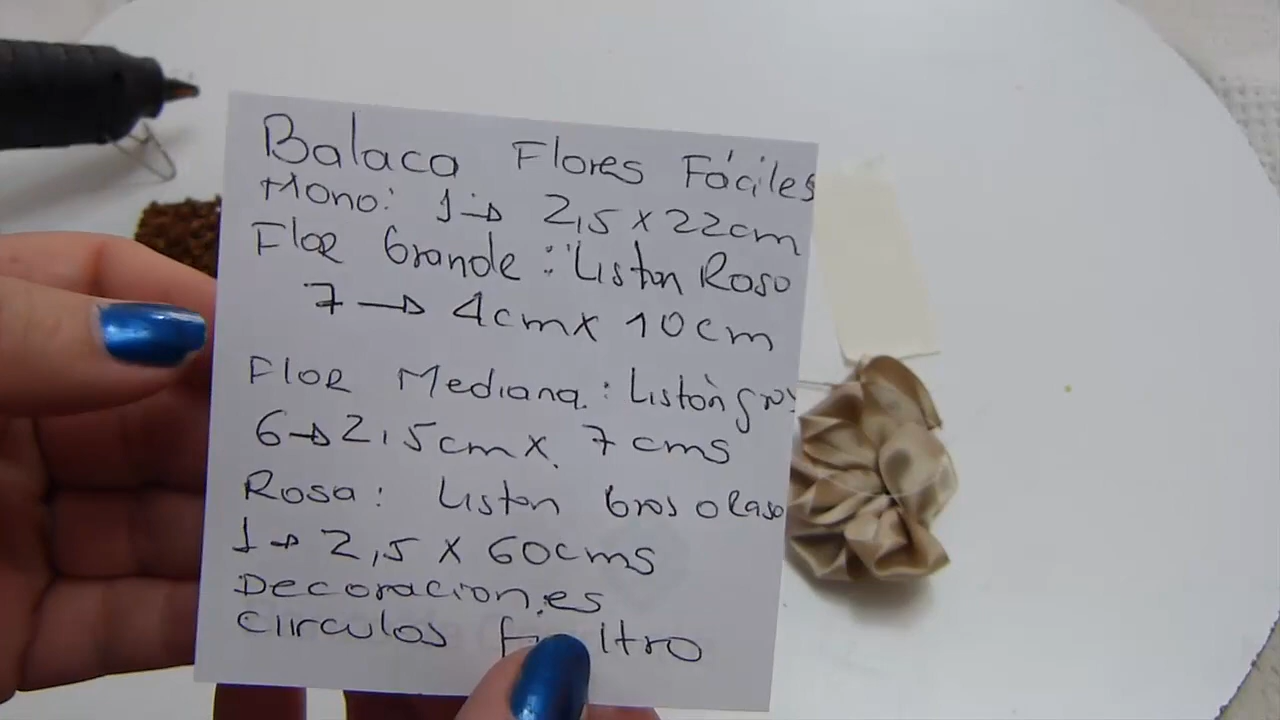 Balaca Flores Fáciles
Mono: 1→ 2,5 x 22cm
Flor Grande: Liston Raso
7 → 4cm x 10cm
Flor Mediana: Listón gros
6→2,5cm x 7cms
Rosa: Liston Gros o Raso
1→ 2,5 x 60cms
Decoraciones
Circulos